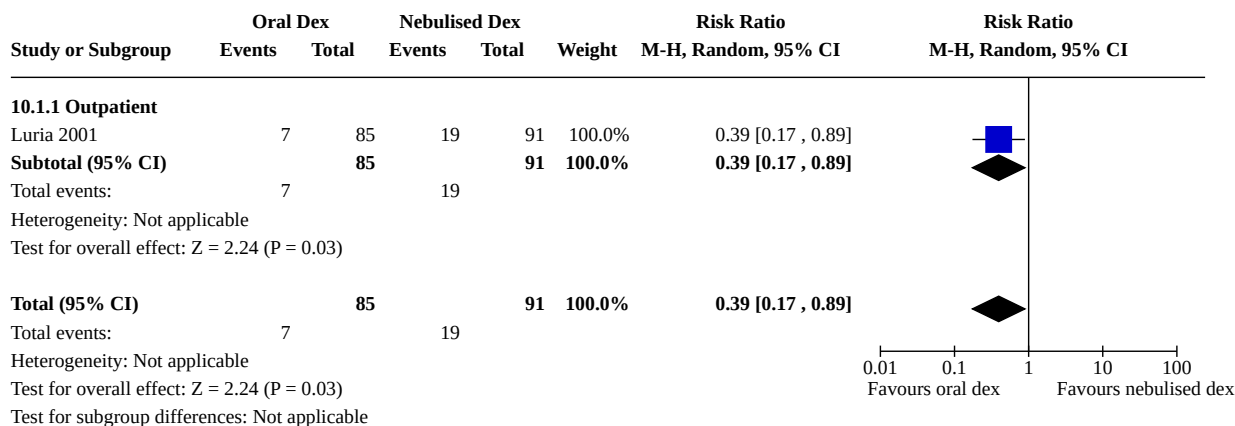 Oral Dex Nebulised Dex Risk Ratio Risk Ratio
Study or Subgroup Events Total Events Total Weight M-H, Random, 95% CI M-H, Random, 95% CI
10.1.1 Outpatient
Luria 2001 7 85 19 91 100.0% 0.39 [0.17 , 0.89]
Subtotal (95% CI) 85 91 100.0% 0.39 [0.17 , 0.89]
Total events: 7 19
Heterogeneity: Not applicable
Test for overall effect: Z = 2.24 (P = 0.03)
Total (95% CI) 85 91 100.0% 0.39 [0.17 , 0.89]
Total events: 7 19
Heterogeneity: Not applicable
0.01 0.1 1 10 100
Test for overall effect: Z = 2.24 (P = 0.03) Favours oral dex Favours nebulised dex
Test for subgroup differences: Not applicable